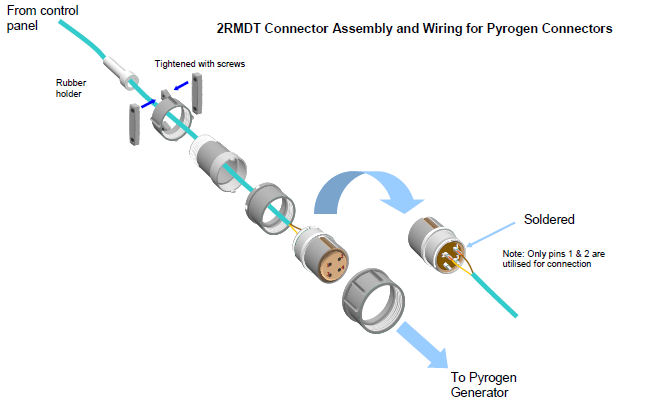 From control
panel
2RMDT Connector Assembly and Wiring for Pyrogen Connectors
Tightened with screws
Rubber
holder
Soldered
Note: Only pins 1 & 2 are
utilised for connection
To Pyrogen
Generator